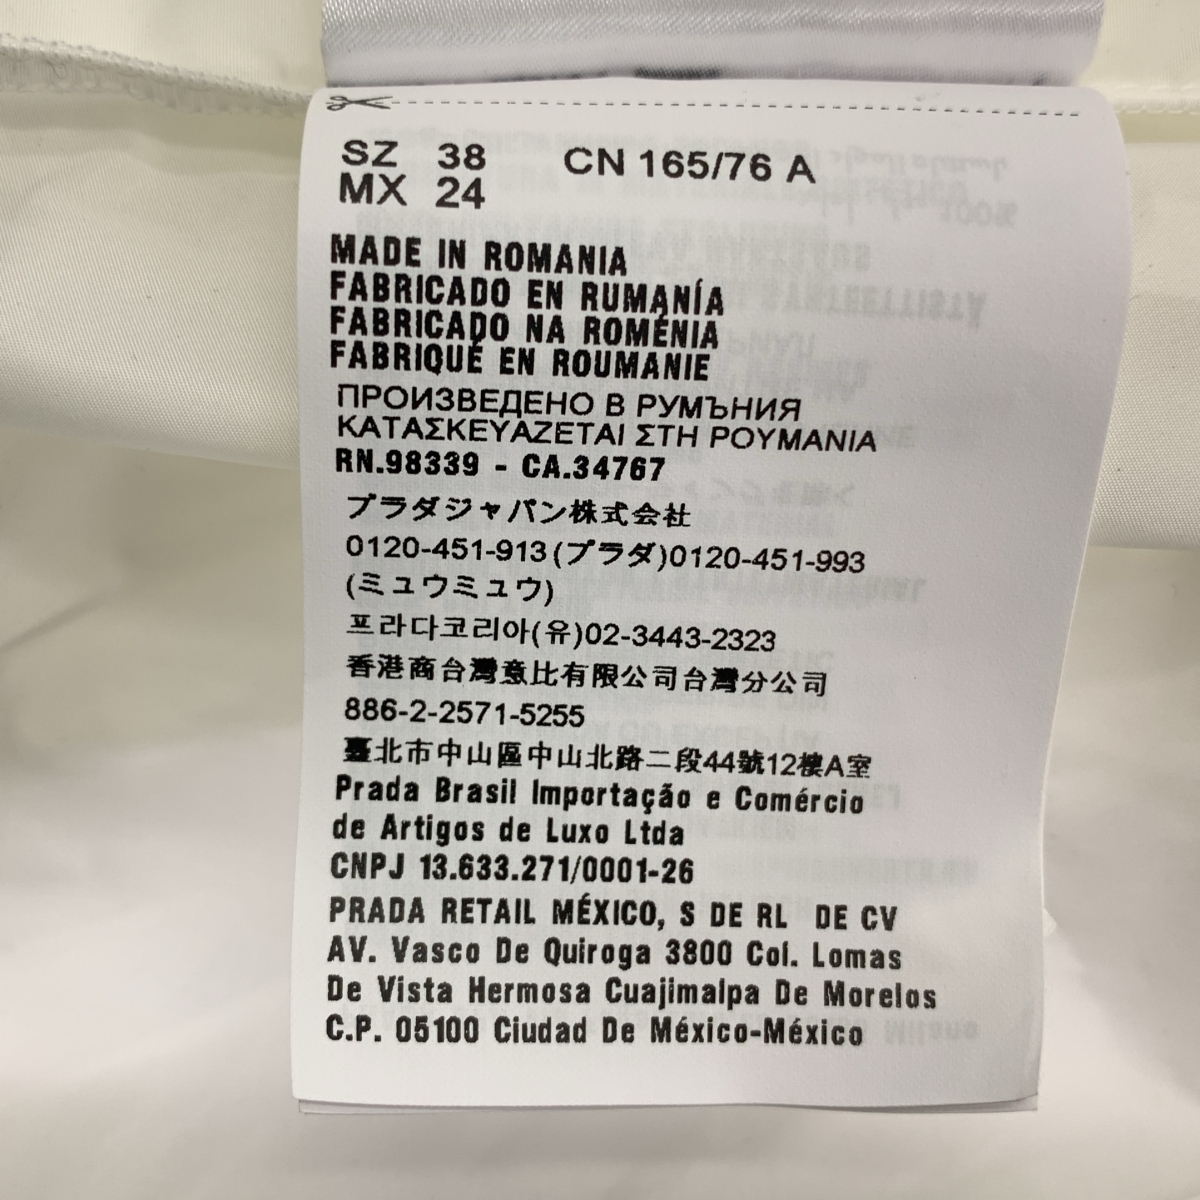 SZ 38 CN 165/76 A
MX 24
MADE IN ROMANIA
FABRICADO EN RUMANÍA
FABRICADO NA ROMÉNIA
FABRIQUÉ EN ROUMANIE
ПРОИЗВЕДЕНО В РУМЪНИЯ
ΚΑΤΑΣΚΕΥΑΖΕΤΑΙ ΣΤΗ ΡΟΥΜΑΝΙΑ
RN.98339 - CA.34767
プラダジャパン株式会社
0120-451-913(プラダ)0120-451-993
(ミュウミュウ)
프라다코리아(유)02-3443-2323
香港商台灣意比有限公司台灣分公司
886-2-2571-5255
臺北市中山區中山北路二段44號12樓A室
Prada Brasil Importação e Comércio
de Artigos de Luxo Ltda
CNPJ 13.633.271/0001-26
PRADA RETAIL MÉXICO, S DE RL DE CV
AV. Vasco De Quiroga 3800 Col. Lomas
De Vista Hermosa Cuajimalpa De Morelos
C.P. 05100 Ciudad De México-México